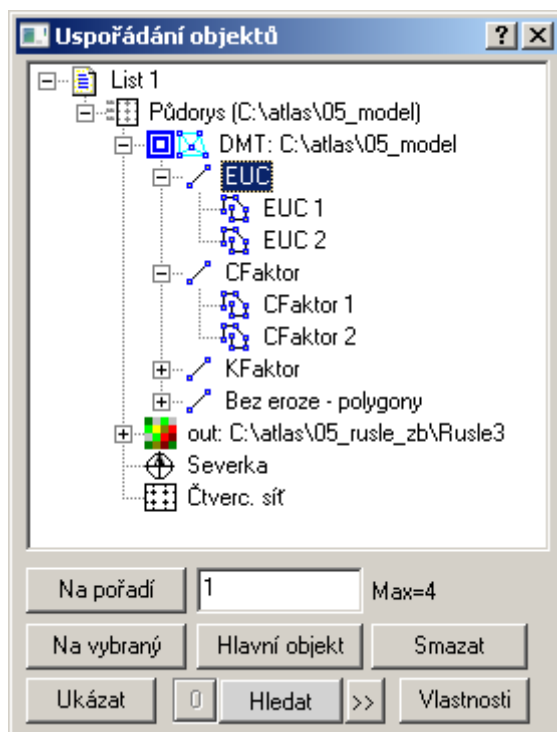 Uspořádání objektů
List 1
Půdorys (C:\atlas\05_model)
DMT: C:\atlas\05_model
EUC
EUC 1
EUC 2
CFaktor
CFaktor 1
CFaktor 2
KFaktor
Bez eroze - polygony
out: C:\atlas\05_rusle_zb\Rusle3
Severka
Čtverc. síť
Na pořadí 1 Max=4
Na vybraný Hlavní objekt Smazat
Ukázat 0 Hledat >> Vlastnosti